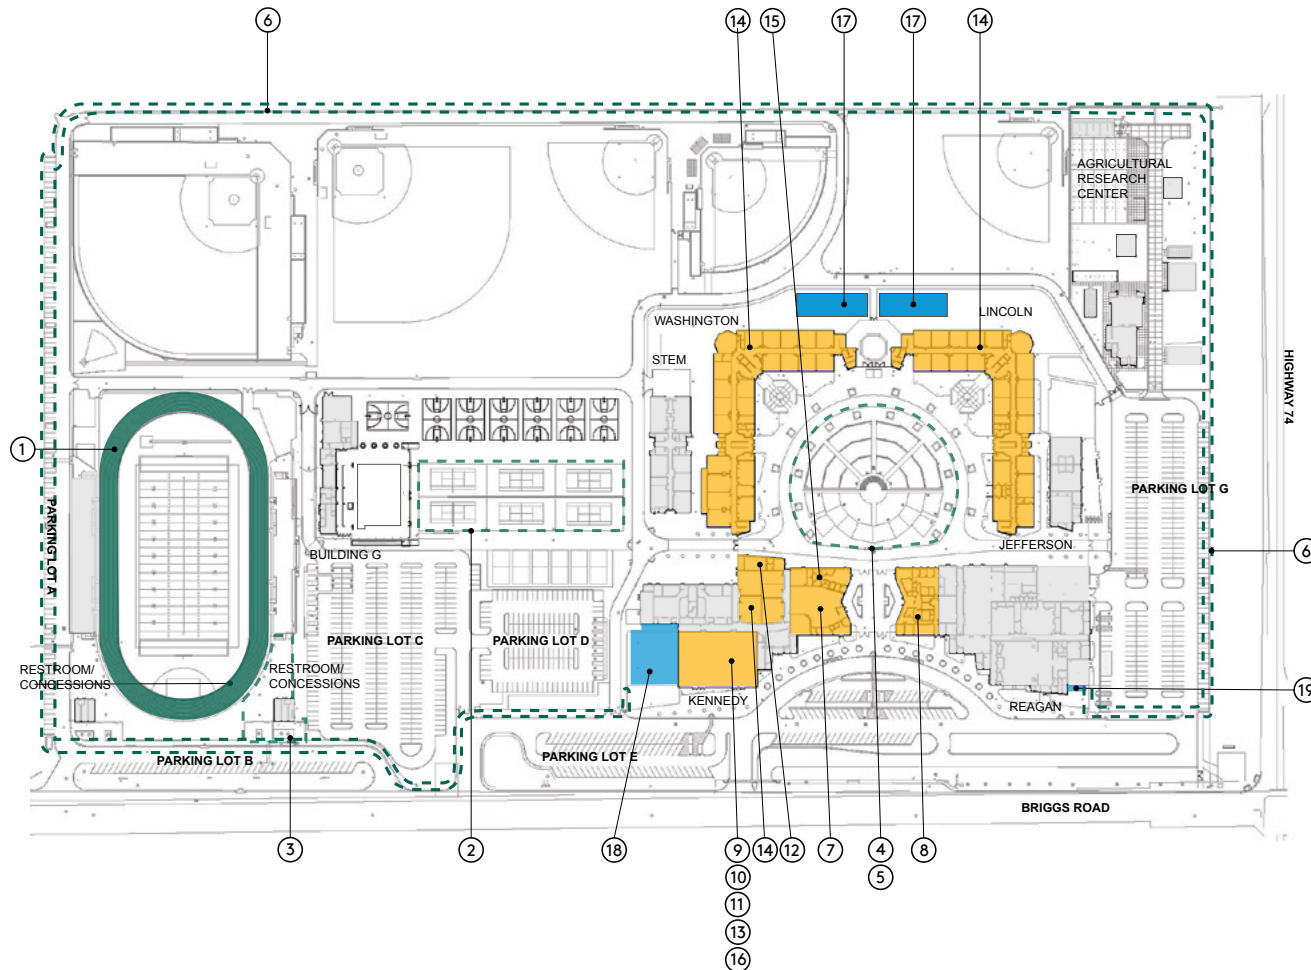 6
14
15
17
17
14
AGRICULTURAL
RESEARCH
CENTER
WASHINGTON
LINCOLN
STEM
HIGHWAY 74
1
PARKING LOT A
PARKING LOT G
BUILDING G
JEFFERSON
6
PARKING LOT C
PARKING LOT D
RESTROOM/
CONCESSIONS
RESTROOM/
CONCESSIONS
KENNEDY
REAGAN
19
PARKING LOT B
PARKING LOT E
BRIGGS ROAD
3
2
18
9
14
12
7
4
8
10
5
11
13
16